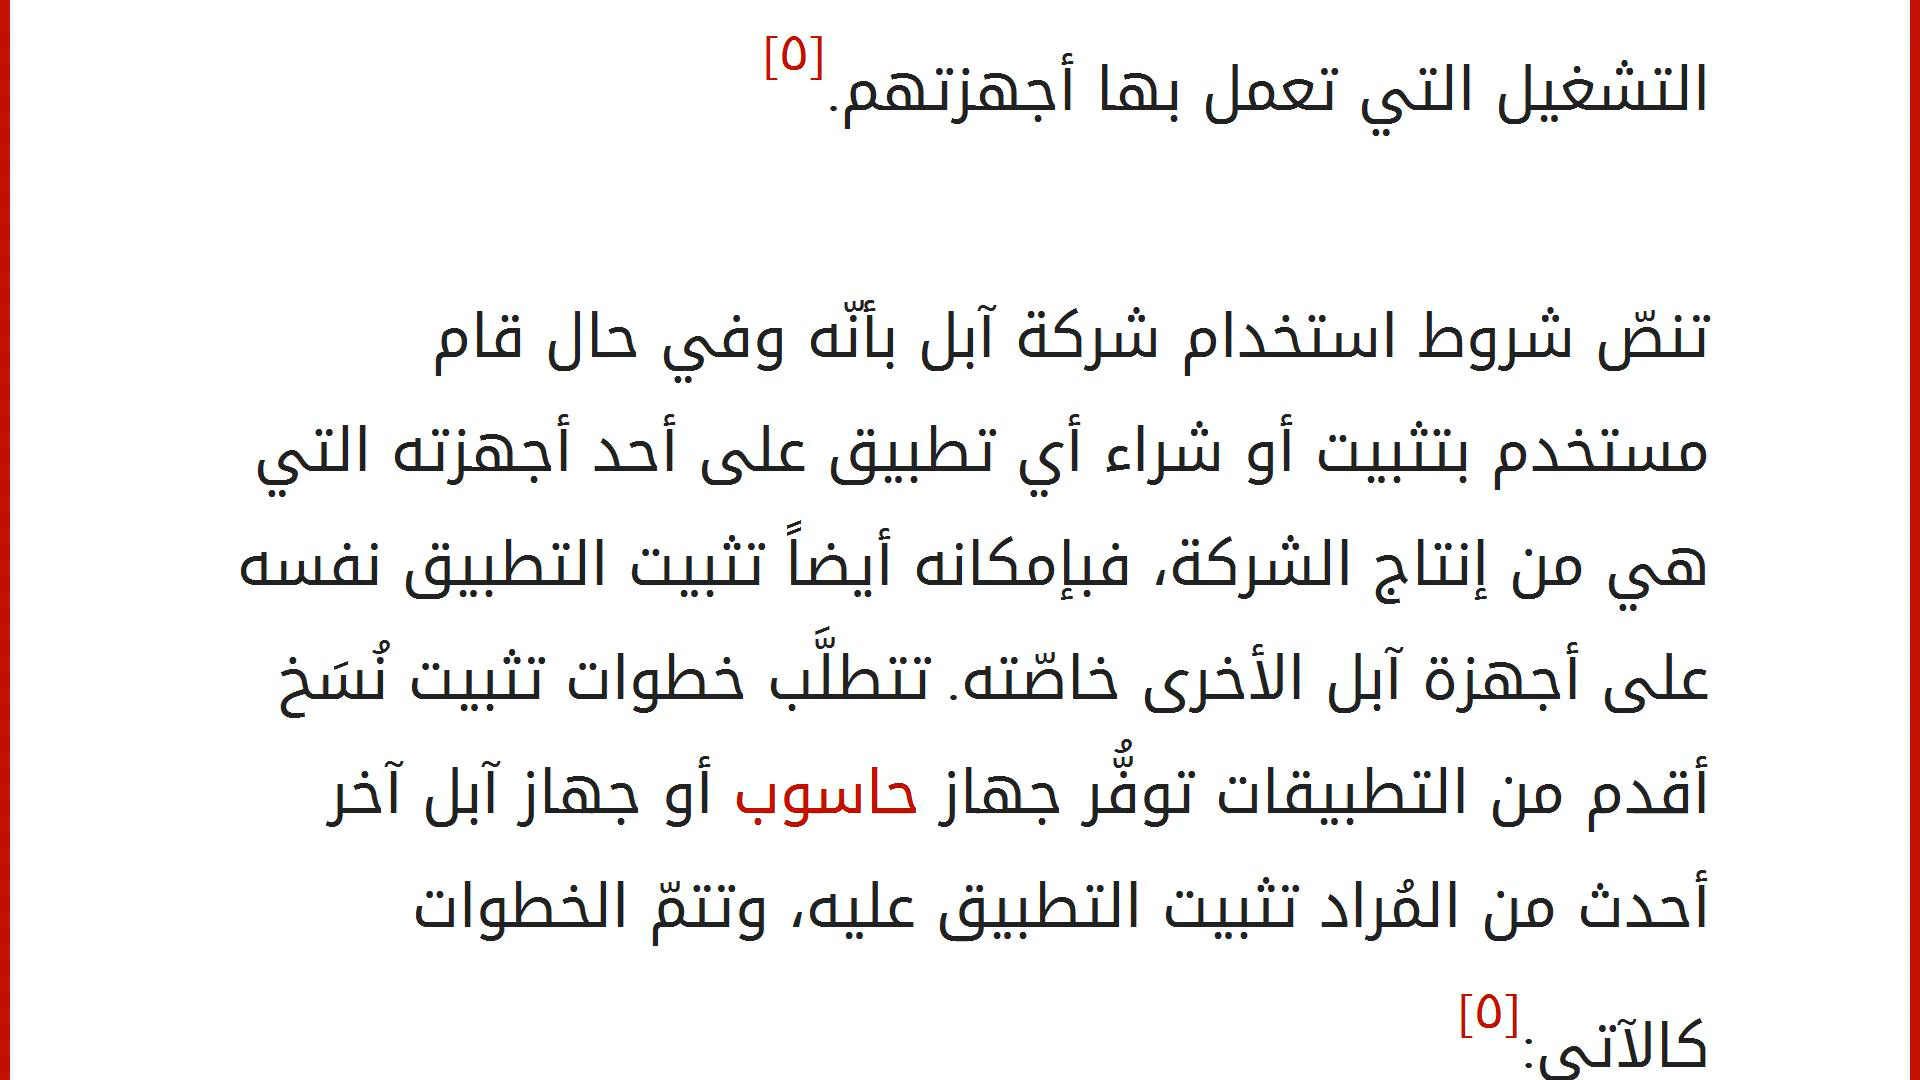 التشغيل التي تعمل بها أجهزتهم.[٥]
تنصّ شروط استخدام شركة آبل بأنّه وفي حال قام
مستخدم بتثبيت أو شراء أي تطبيق على أحد أجهزته التي
هي من إنتاج الشركة، فبإمكانه أيضاً تثبيت التطبيق نفسه
على أجهزة آبل الأخرى خاصّته. تتطلَّب خطوات تثبيت نُسَخ
أقدم من التطبيقات توفُّر جهاز حاسوب أو جهاز آبل آخر
أحدث من المُراد تثبيت التطبيق عليه، وتتمّ الخطوات
كالآتي:[٥]